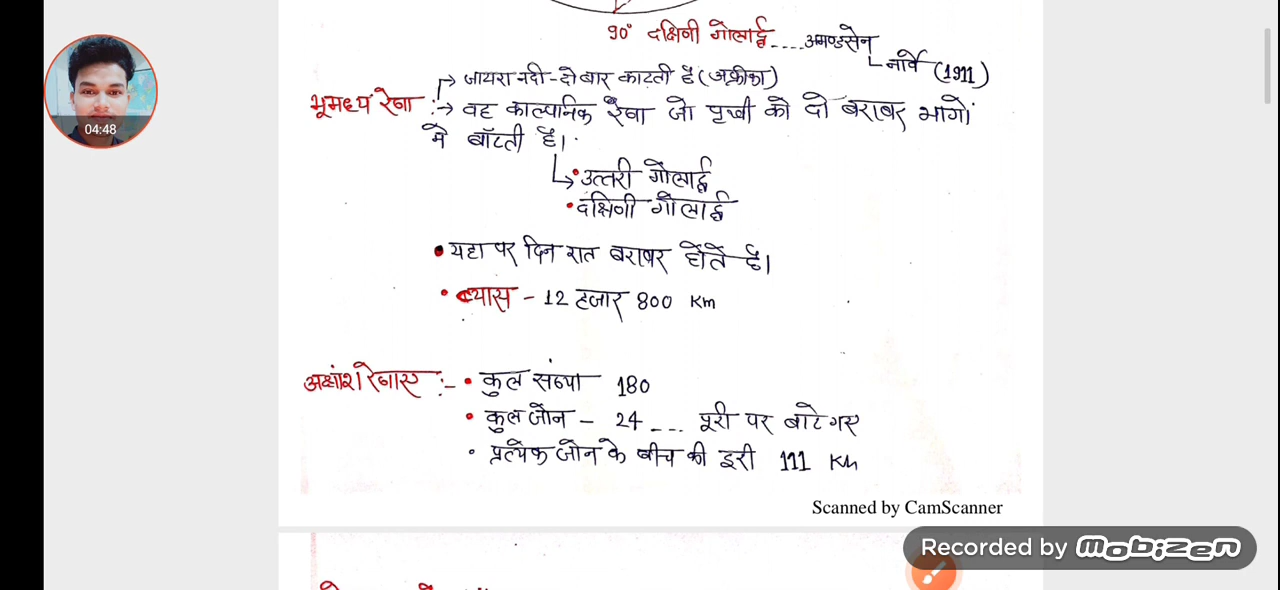 90° दक्षिणी गोलार्द्ध ---- अमण्डसेन
नार्वे (1911)
→ जायरा नदी - दो बार काटती है (अफ्रीका)
भूमध्य रेखा :→ वह काल्पनिक रेखा जो पृथ्वी को दो बराबर भागों
मे बॉटती है।
→ • उत्तरी गोलार्द्ध
• दक्षिणी गोलार्द्ध
• यहा पर दिन रात बराबर होते है।
• व्यास - 12 हजार 800 Km
अक्षांश रेखाए :- • कुल संख्या 180
• कुल जोन - 24 --- पूरी पर बाटे गए
• प्रत्येक जोन के बीच की दूरी 111 Km
Scanned by CamScanner
Recorded by mobizen
04:48